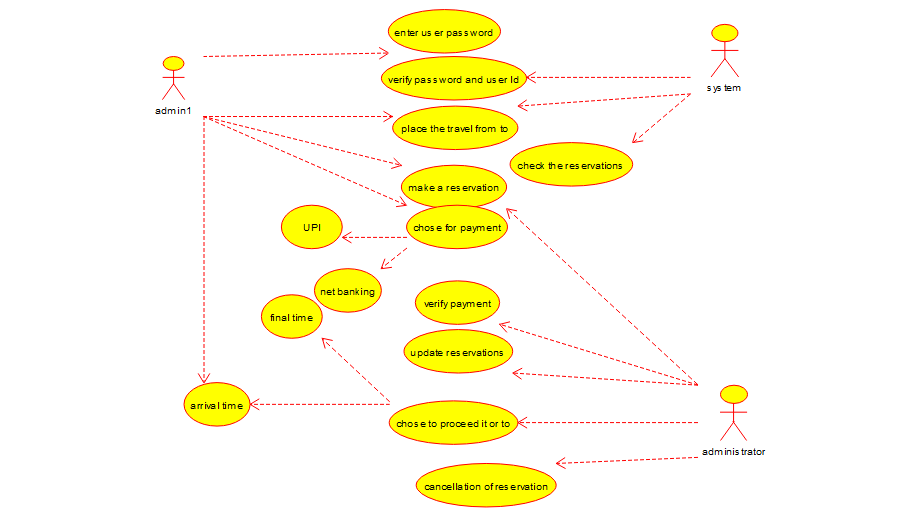 enter user password
verify password and user Id
system
admin1
place the travel from to
check the reservations
make a reservation
UPI
chose for payment
net banking
verify payment
final time
update reservations
arrival time
chose to proceed it or to
administrator
cancellation of reservation